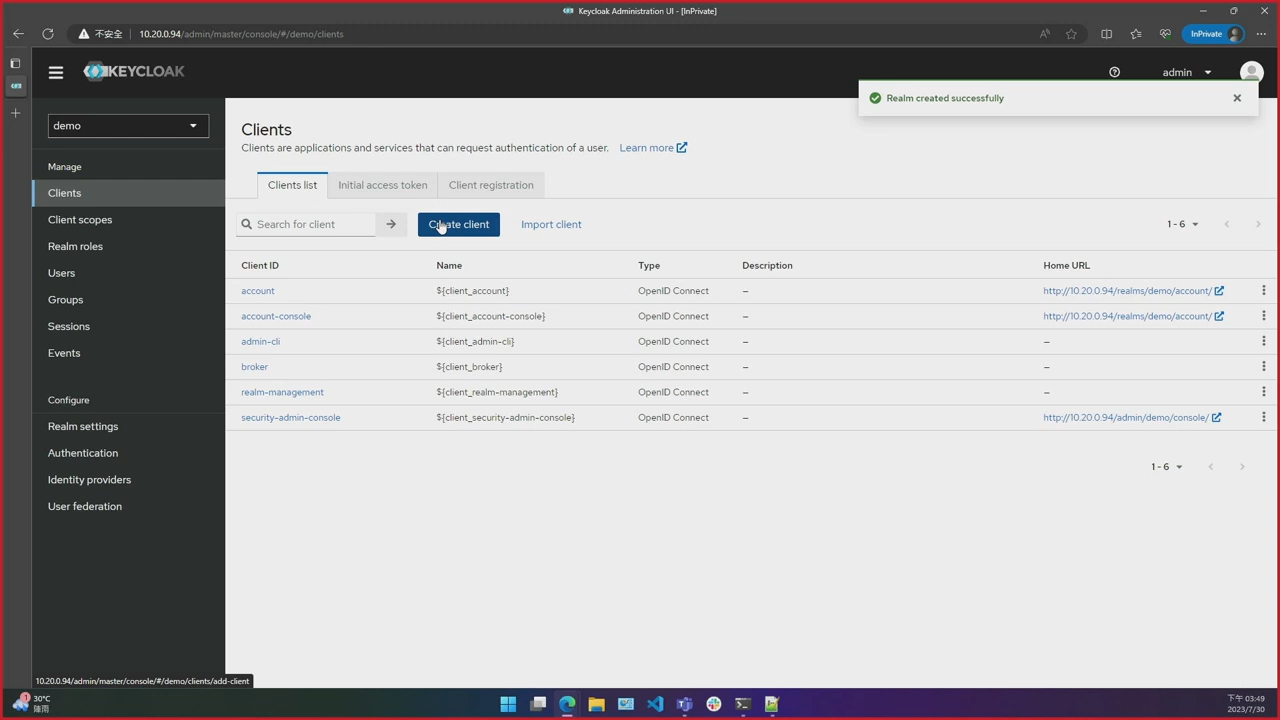 Keycloak Administration UI - [InPrivate]
不安全 10.20.0.94/admin/master/console/#/demo/clients
InPrivate
KEYCLOAK
admin
Realm created successfully
demo
Manage
Clients
Client scopes
Realm roles
Users
Groups
Sessions
Events
Configure
Realm settings
Authentication
Identity providers
User federation
Clients
Clients are applications and services that can request authentication of a user. Learn more
Clients list Initial access token Client registration
Search for client Create client Import client 1 - 6
Client ID Name Type Description Home URL
account ${client_account} OpenID Connect – http://10.20.0.94/realms/demo/account/
account-console ${client_account-console} OpenID Connect – http://10.20.0.94/realms/demo/account/
admin-cli ${client_admin-cli} OpenID Connect – –
broker ${client_broker} OpenID Connect – –
realm-management ${client_realm-management} OpenID Connect – –
security-admin-console ${client_security-admin-console} OpenID Connect – http://10.20.0.94/admin/demo/console/
1 - 6
10.20.0.94/admin/master/console/#/demo/clients/add-client
1
30°C
降雨
下午 03:49
2023/7/30